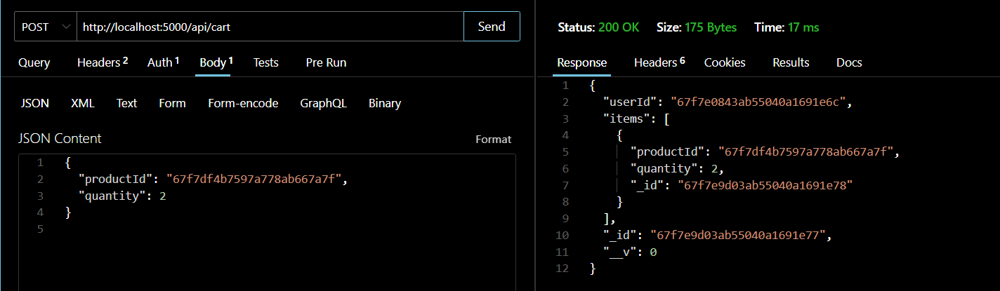 POST http://localhost:5000/api/cart Send
Query Headers 2 Auth 1 Body 1 Tests Pre Run
JSON XML Text Form Form-encode GraphQL Binary
JSON Content Format
1 {
2 "productId": "67f7df4b7597a778ab667a7f",
3 "quantity": 2
4 }
5
Status: 200 OK Size: 175 Bytes Time: 17 ms
Response Headers 6 Cookies Results Docs
1 {
2 "userId": "67f7e0843ab55040a1691e6c",
3 "items": [
4 {
5 "productId": "67f7df4b7597a778ab667a7f",
6 "quantity": 2,
7 "_id": "67f7e9d03ab55040a1691e78"
8 }
9 ],
10 "_id": "67f7e9d03ab55040a1691e77",
11 "__v": 0
12 }